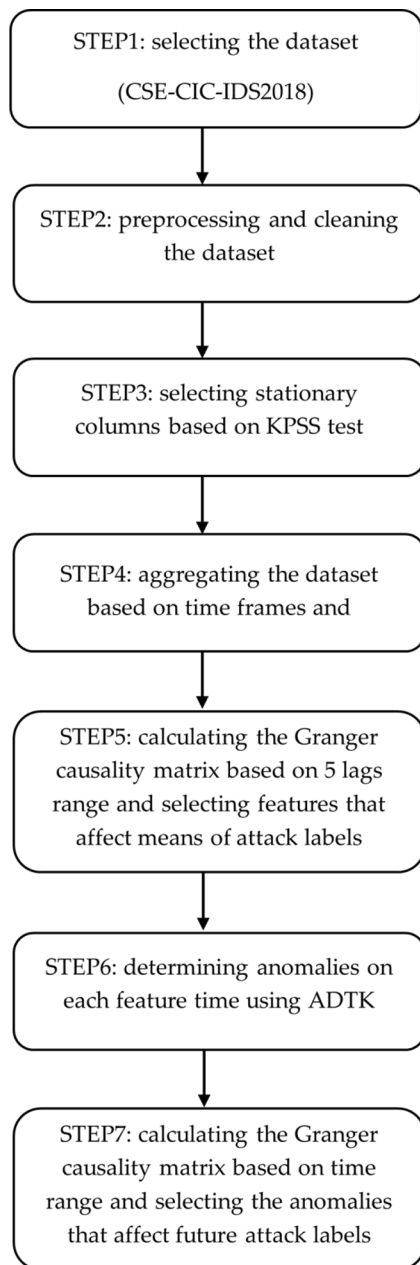 STEP1: selecting the dataset
(CSE-CIC-IDS2018)
STEP2: preprocessing and cleaning
the dataset
STEP3: selecting stationary
columns based on KPSS test
STEP4: aggregating the dataset
based on time frames and
STEP5: calculating the Granger
causality matrix based on 5 lags
range and selecting features that
affect means of attack labels
STEP6: determining anomalies on
each feature time using ADTK
STEP7: calculating the Granger
causality matrix based on time
range and selecting the anomalies
that affect future attack labels